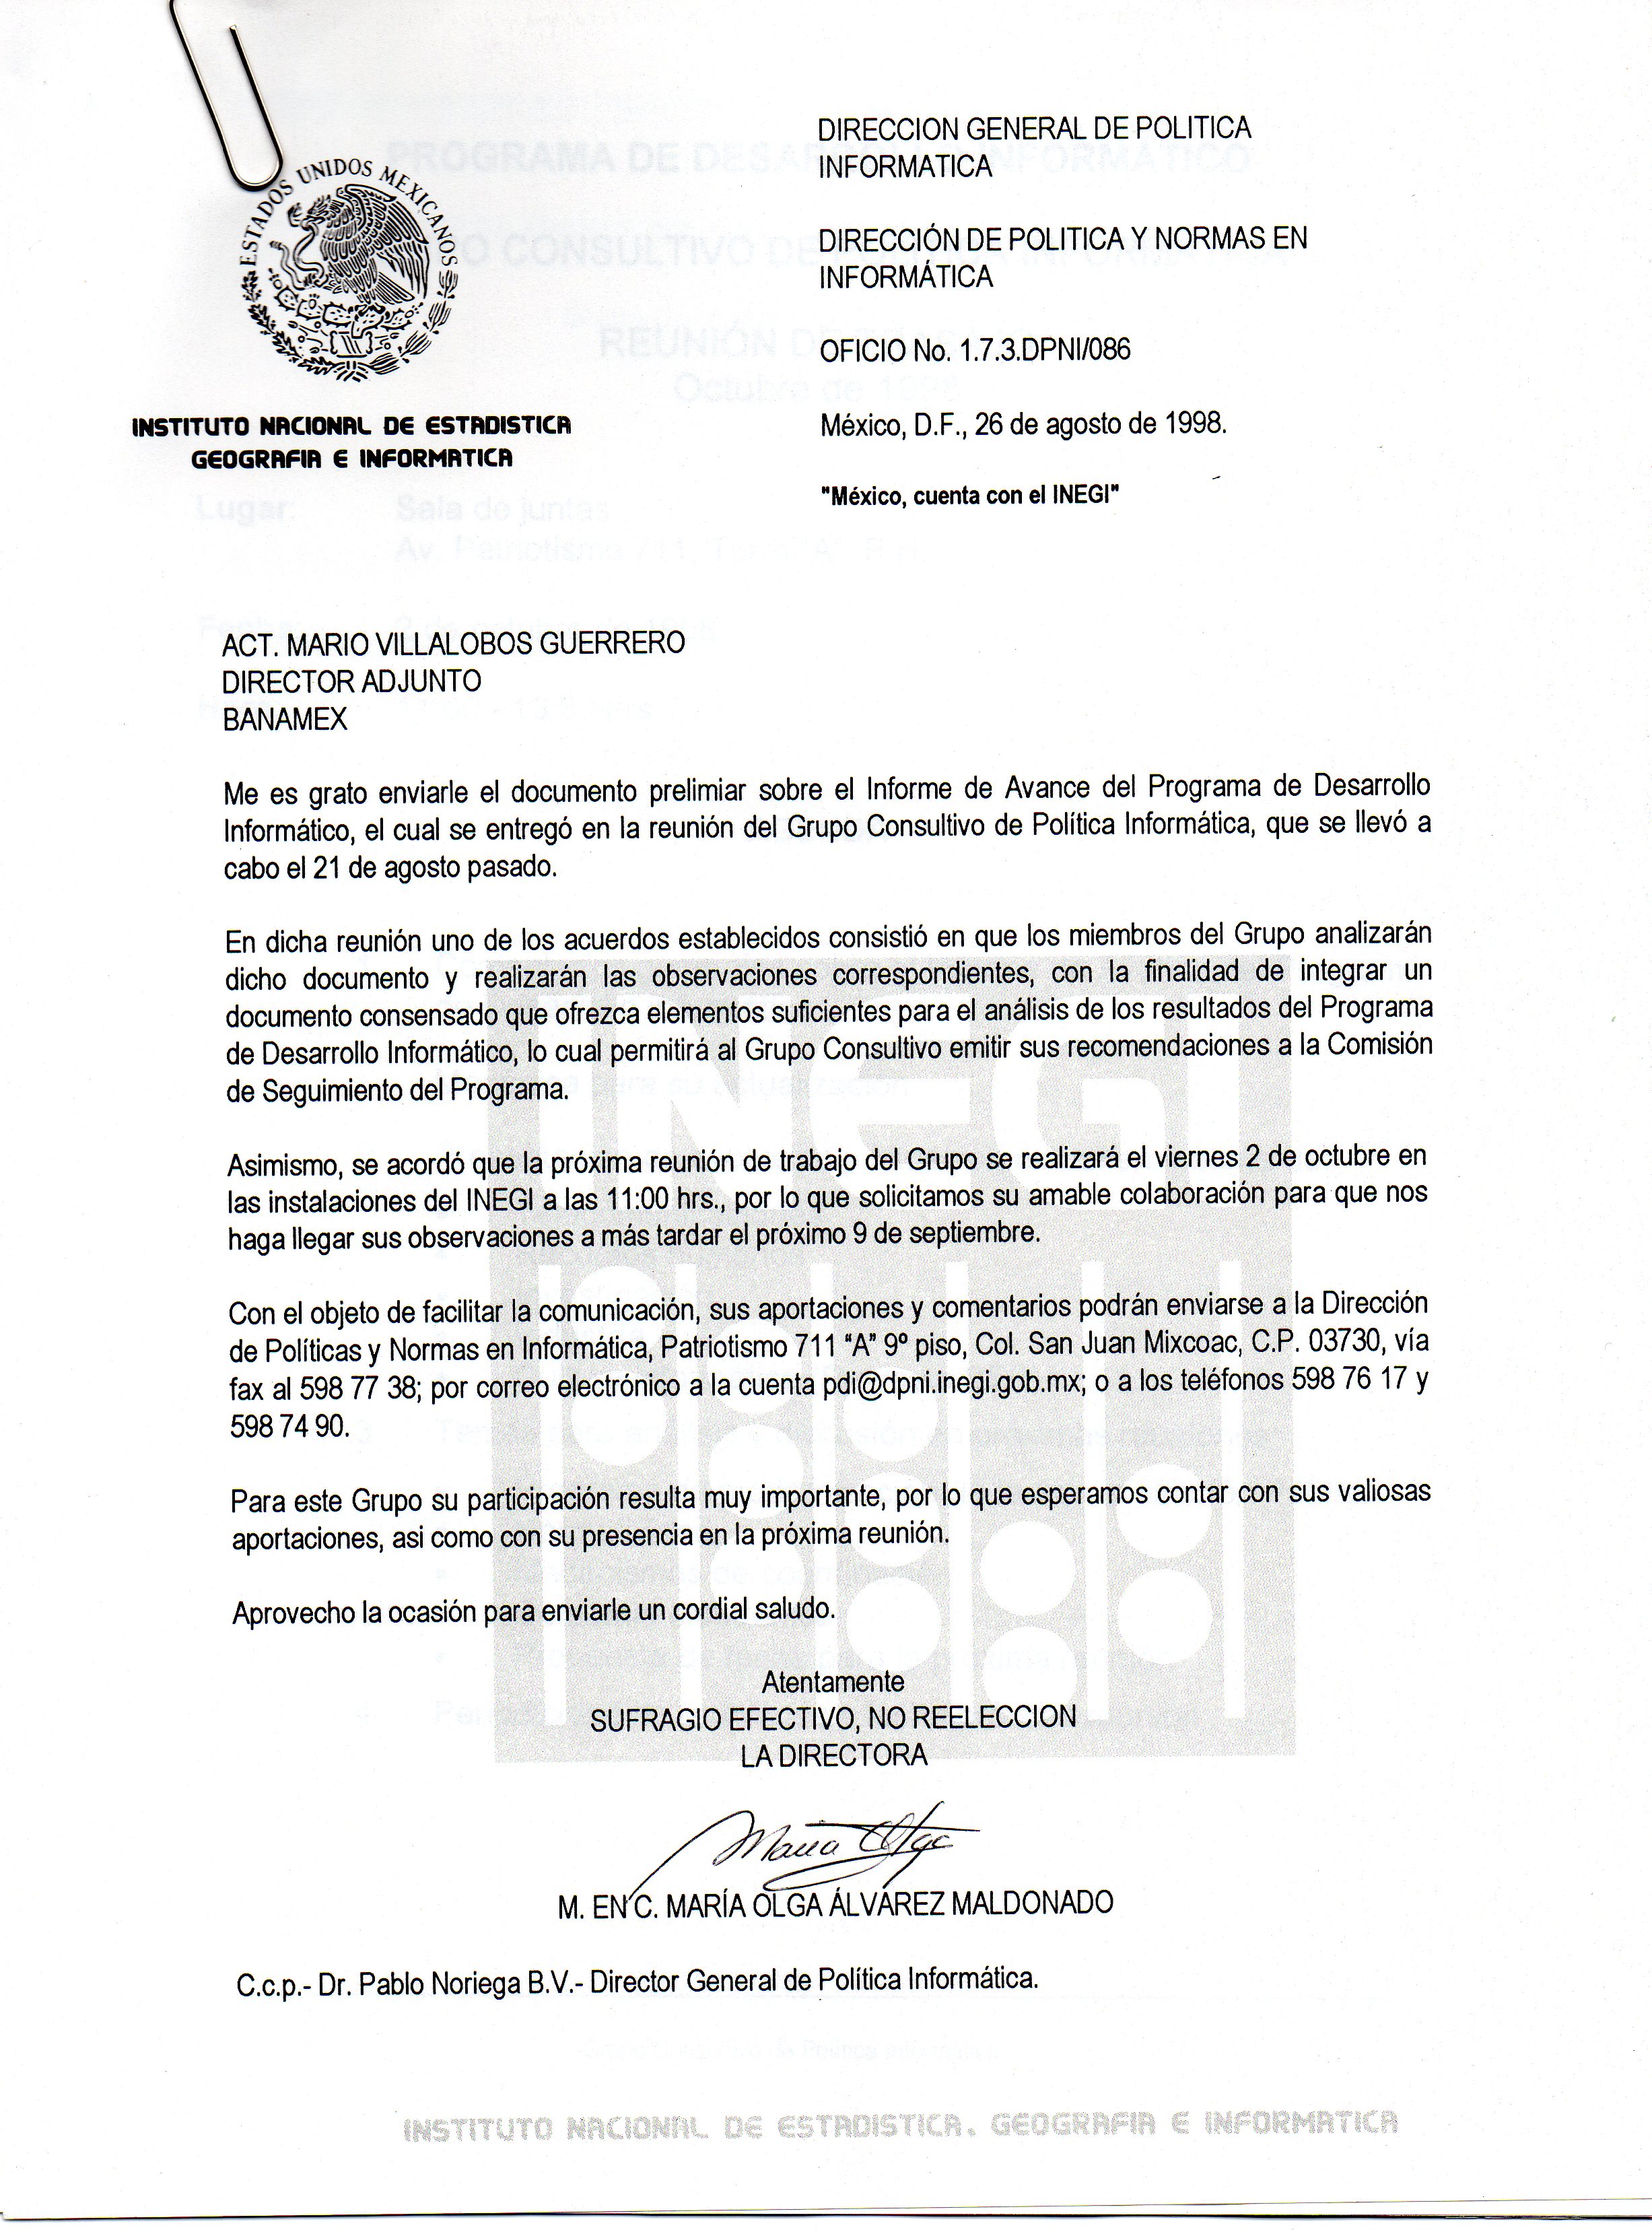 ESTADOS UNIDOS MEXICANOS
INSTITUTO NACIONAL DE ESTADISTICA
GEOGRAFIA E INFORMATICA
DIRECCION GENERAL DE POLITICA
INFORMATICA
DIRECCIÓN DE POLITICA Y NORMAS EN
INFORMÁTICA
OFICIO No. 1.7.3.DPNI/086
México, D.F., 26 de agosto de 1998.
"México, cuenta con el INEGI"
ACT. MARIO VILLALOBOS GUERRERO
DIRECTOR ADJUNTO
BANAMEX
Me es grato enviarle el documento prelimiar sobre el Informe de Avance del Programa de Desarrollo
Informático, el cual se entregó en la reunión del Grupo Consultivo de Política Informática, que se llevó a
cabo el 21 de agosto pasado.
En dicha reunión uno de los acuerdos establecidos consistió en que los miembros del Grupo analizarán
dicho documento y realizarán las observaciones correspondientes, con la finalidad de integrar un
documento consensado que ofrezca elementos suficientes para el análisis de los resultados del Programa
de Desarrollo Informático, lo cual permitirá al Grupo Consultivo emitir sus recomendaciones a la Comisión
de Seguimiento del Programa.
Asimismo, se acordó que la próxima reunión de trabajo del Grupo se realizará el viernes 2 de octubre en
las instalaciones del INEGI a las 11:00 hrs., por lo que solicitamos su amable colaboración para que nos
haga llegar sus observaciones a más tardar el próximo 9 de septiembre.
Con el objeto de facilitar la comunicación, sus aportaciones y comentarios podrán enviarse a la Dirección
de Políticas y Normas en Informática, Patriotismo 711 “A” 9º piso, Col. San Juan Mixcoac, C.P. 03730, vía
fax al 598 77 38; por correo electrónico a la cuenta pdi@dpni.inegi.gob.mx; o a los teléfonos 598 76 17 y
598 74 90.
Para este Grupo su participación resulta muy importante, por lo que esperamos contar con sus valiosas
aportaciones, asi como con su presencia en la próxima reunión.
Aprovecho la ocasión para enviarle un cordial saludo.
Atentamente
SUFRAGIO EFECTIVO, NO REELECCION
LA DIRECTORA
Maria Olga
M. EN C. MARÍA OLGA ÁLVAREZ MALDONADO
C.c.p.- Dr. Pablo Noriega B.V.- Director General de Política Informática.
INEGI
INSTITUTO NACIONAL DE ESTADISTICA, GEOGRAFIA E INFORMATICA